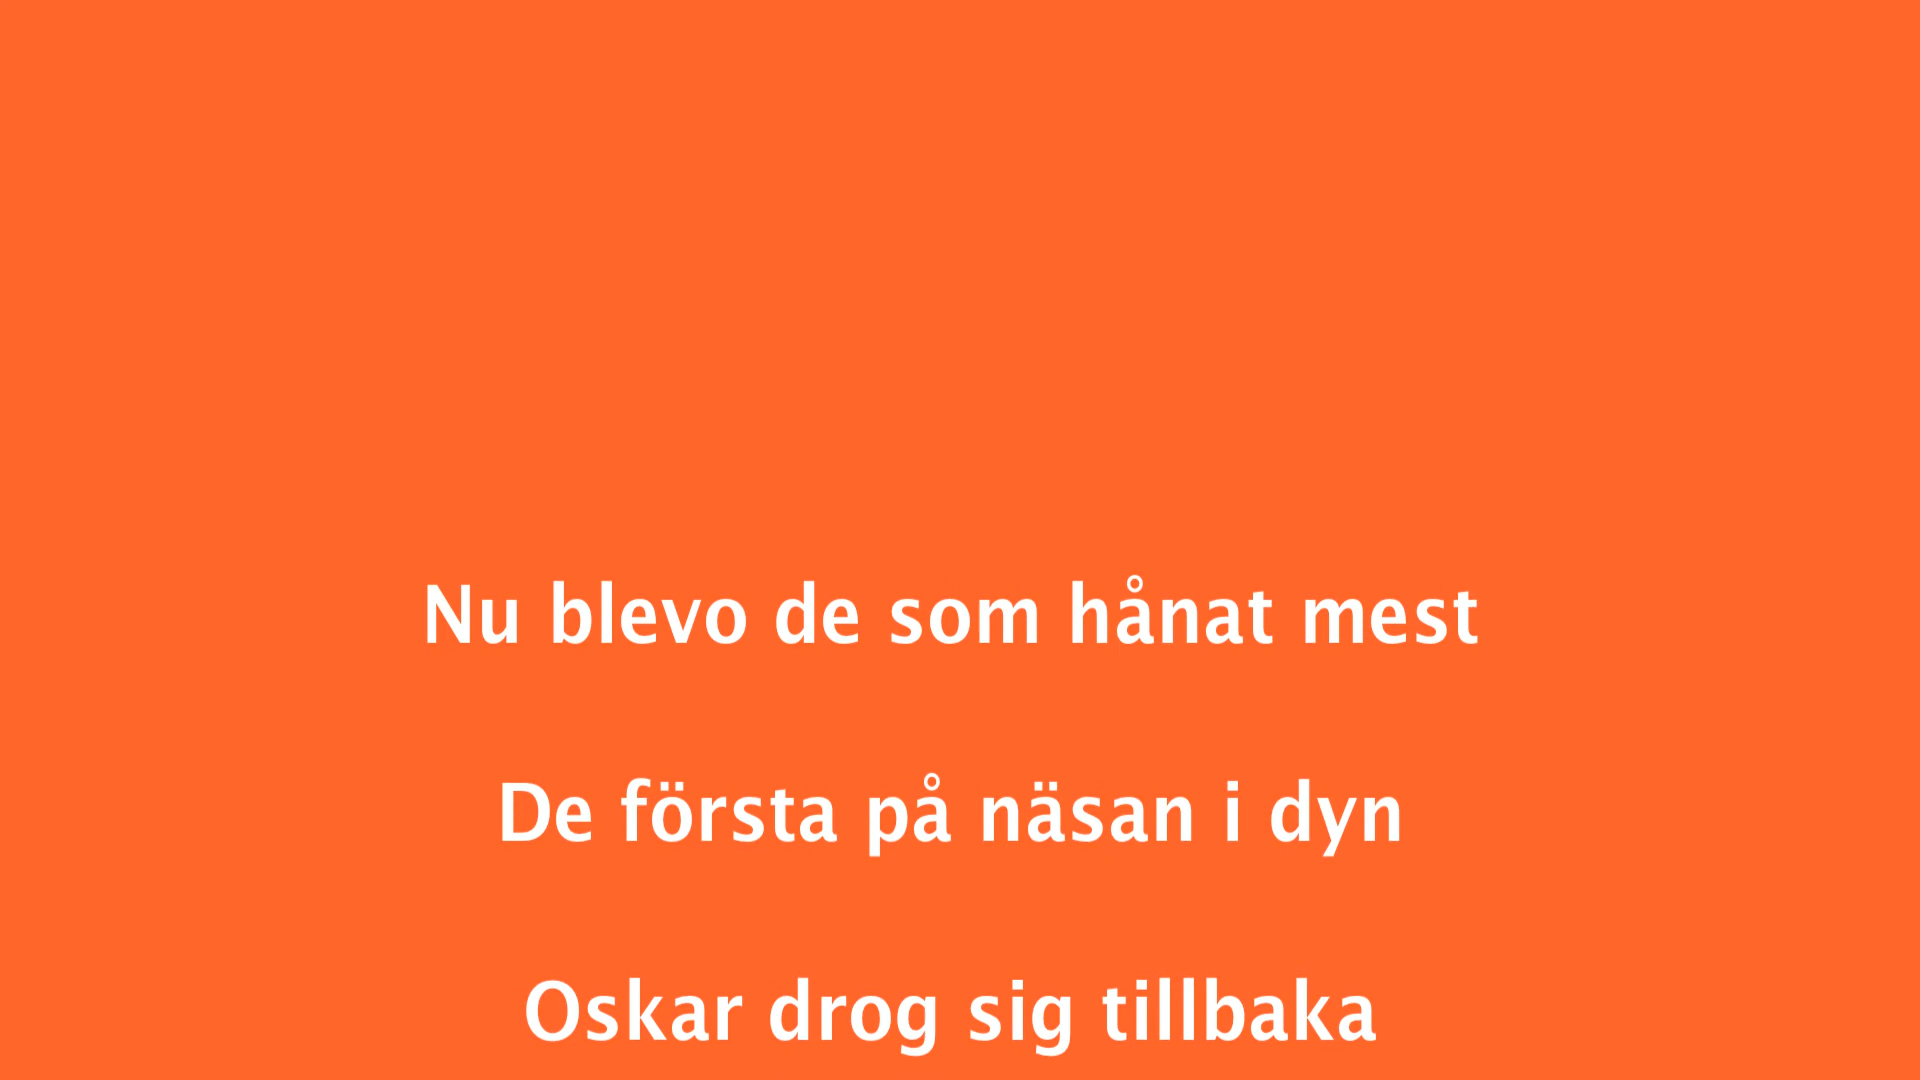 Nu blevo de som hånat mest
De första på näsan i dyn
Oskar drog sig tillbaka